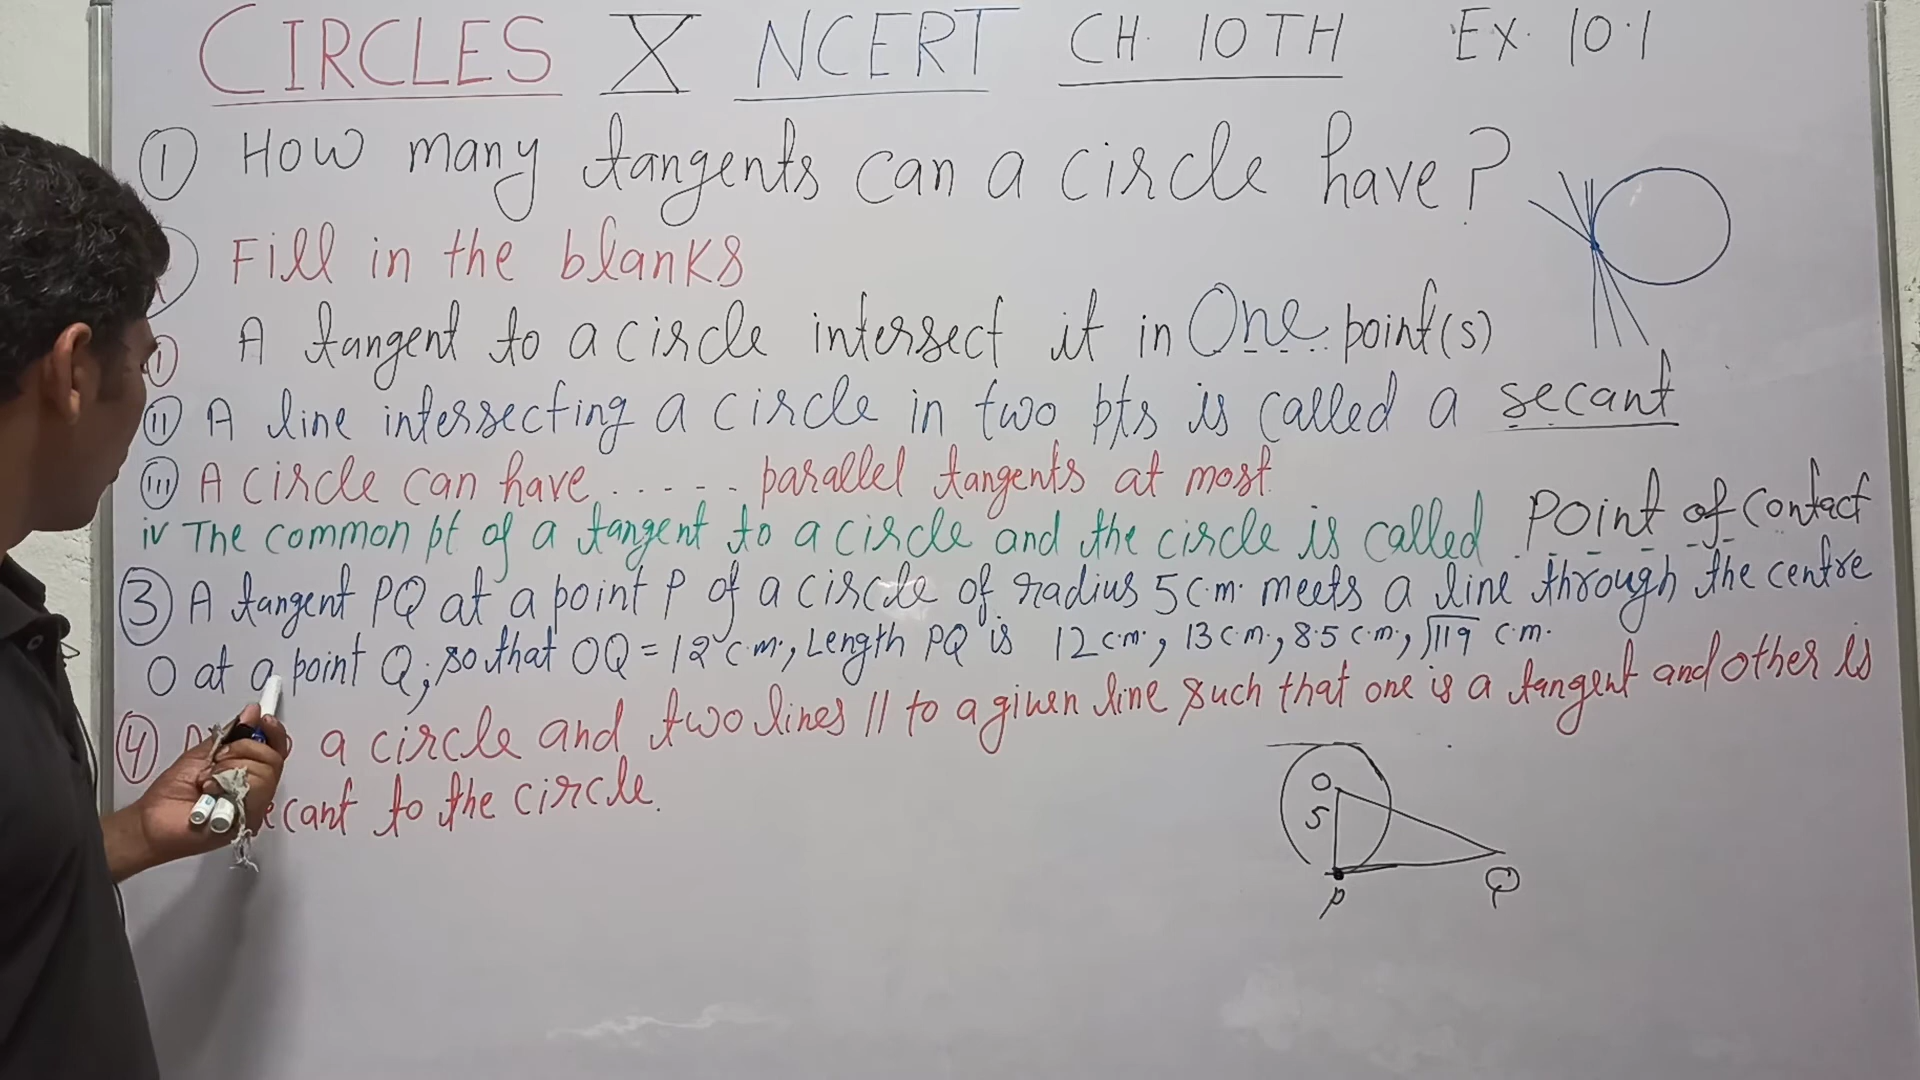 CIRCLES X NCERT CH. 10TH Ex. 10.1
① How many tangents can a circle have?
Fill in the blanks
(i) A tangent to a circle intersect it in One point(s)
(ii) A line intersecting a circle in two pts is called a secant
(iii) A circle can have ..... parallel tangents at most.
iv The common pt of a tangent to a circle and the circle is called Point of Contact
③ A tangent PQ at a point P of a circle of radius 5 c.m. meets a line through the centre
O at a point Q, so that OQ = 12 c.m., Length PQ is 12 c.m., 13 c.m., 8.5 c.m., √119 c.m.
④ a circle and two lines // to a given line such that one is a tangent and other is
secant to the circle.
O
5
P
Q